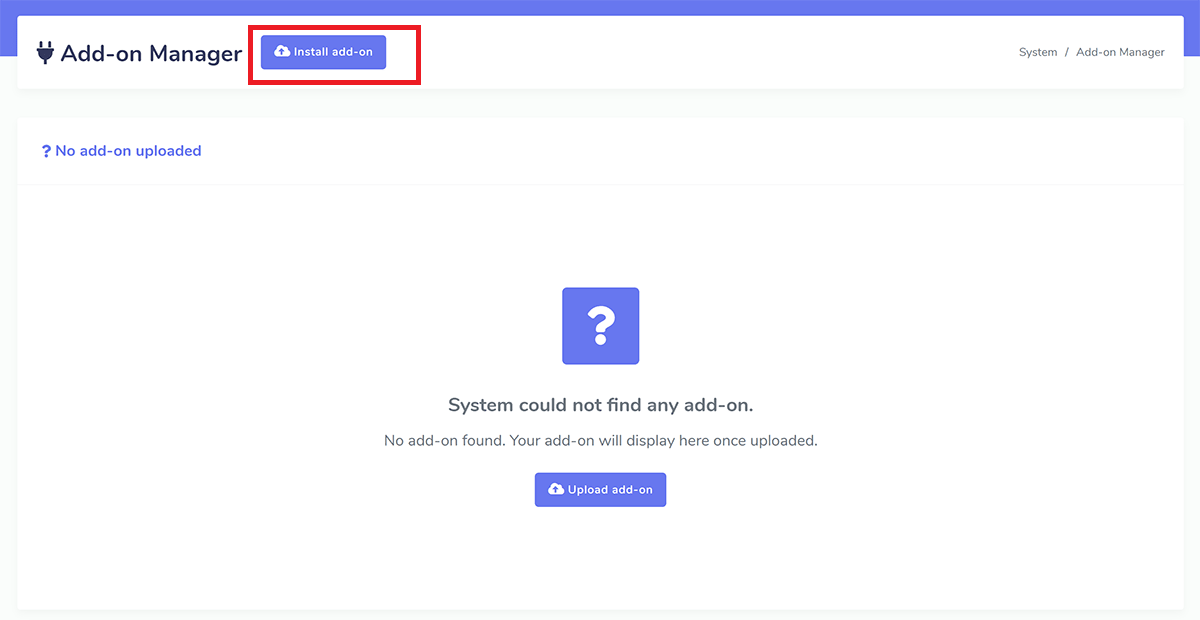 Add-on Manager
Install add-on
System / Add-on Manager
? No add-on uploaded
?
System could not find any add-on.
No add-on found. Your add-on will display here once uploaded.
Upload add-on